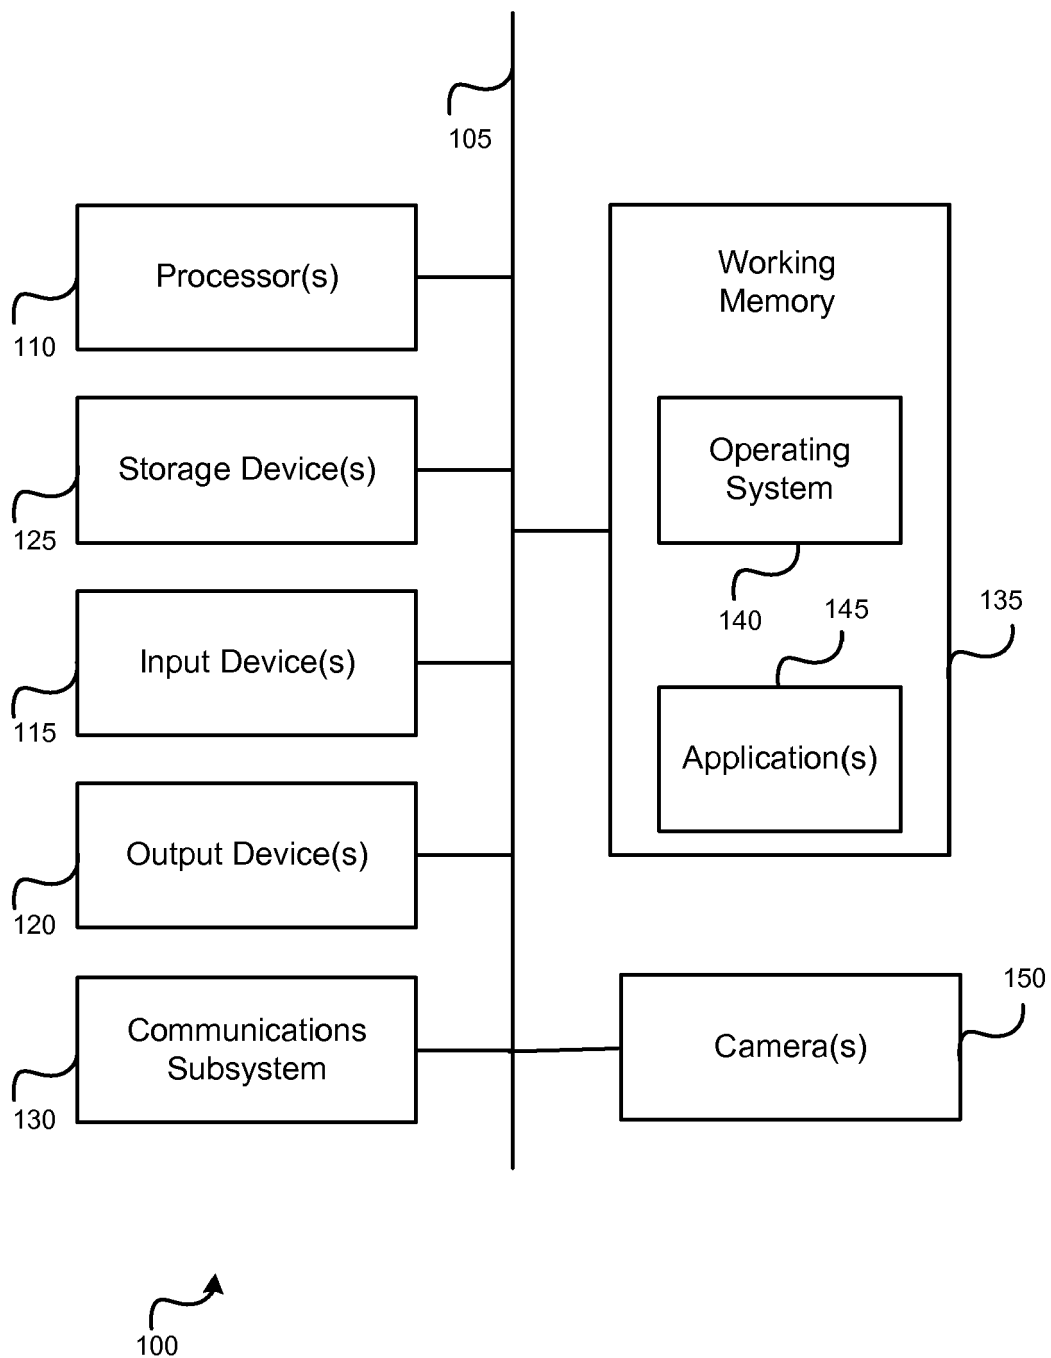 105
Processor(s)
110
Storage Device(s)
125
Input Device(s)
115
Output Device(s)
120
Communications
Subsystem
130
Working
Memory
Operating
System
140
145
135
Application(s)
150
Camera(s)
100